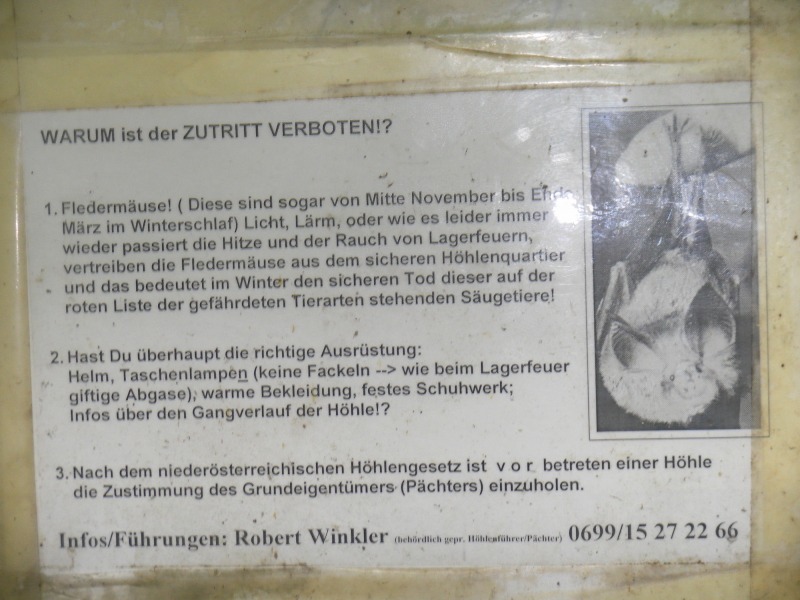 WARUM ist der ZUTRITT VERBOTEN!?
1. Fledermäuse! ( Diese sind sogar von Mitte November bis Ende
März im Winterschlaf) Licht, Lärm, oder wie es leider immer
wieder passiert die Hitze und der Rauch von Lagerfeuern,
vertreiben die Fledermäuse aus dem sicheren Höhlenquartier
und das bedeutet im Winter den sicheren Tod dieser auf der
roten Liste der gefährdeten Tierarten stehenden Säugetiere!
2. Hast Du überhaupt die richtige Ausrüstung:
Helm, Taschenlampen (keine Fackeln --> wie beim Lagerfeuer
giftige Abgase), warme Bekleidung, festes Schuhwerk;
Infos über den Gangverlauf der Höhle!?
3. Nach dem niederösterreichischen Höhlengesetz ist v o r betreten einer Höhle
die Zustimmung des Grundeigentümers (Pächters) einzuholen.
Infos/Führungen: Robert Winkler (behördlich gepr. Höhlenführer/Pächter) 0699/15 27 22 66